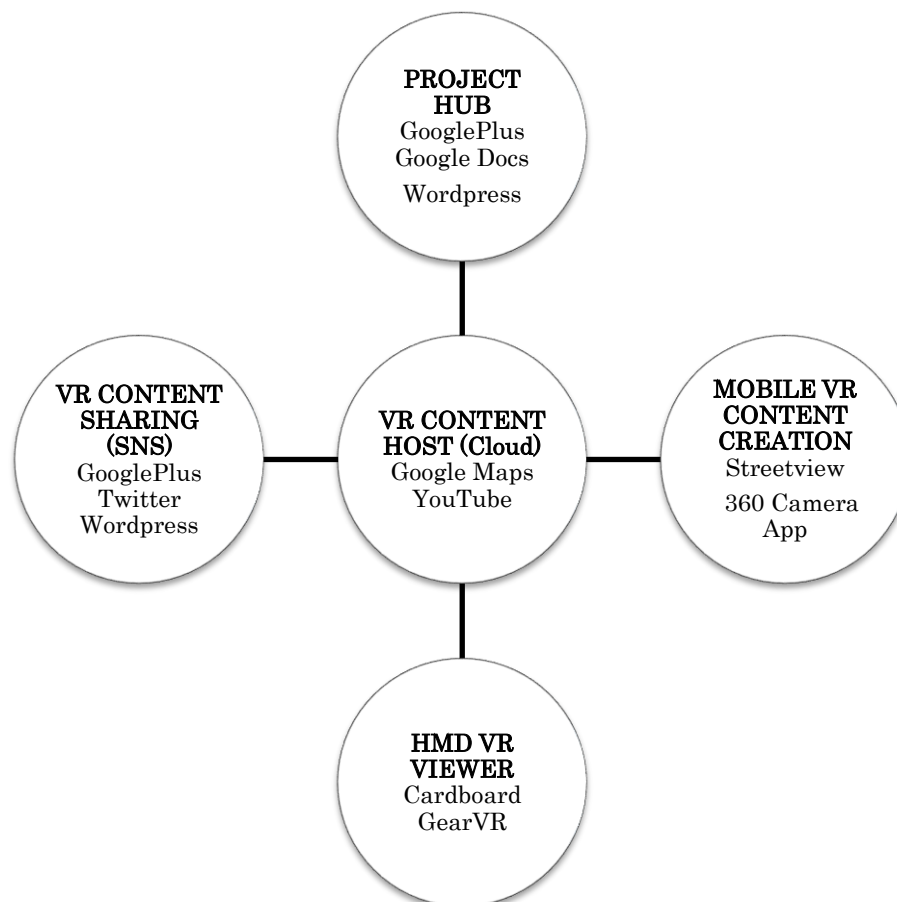 PROJECT
HUB
GooglePlus
Google Docs
Wordpress
VR CONTENT
SHARING
(SNS)
GooglePlus
Twitter
Wordpress
VR CONTENT
HOST (Cloud)
Google Maps
YouTube
MOBILE VR
CONTENT
CREATION
Streetview
360 Camera
App
HMD VR
VIEWER
Cardboard
GearVR